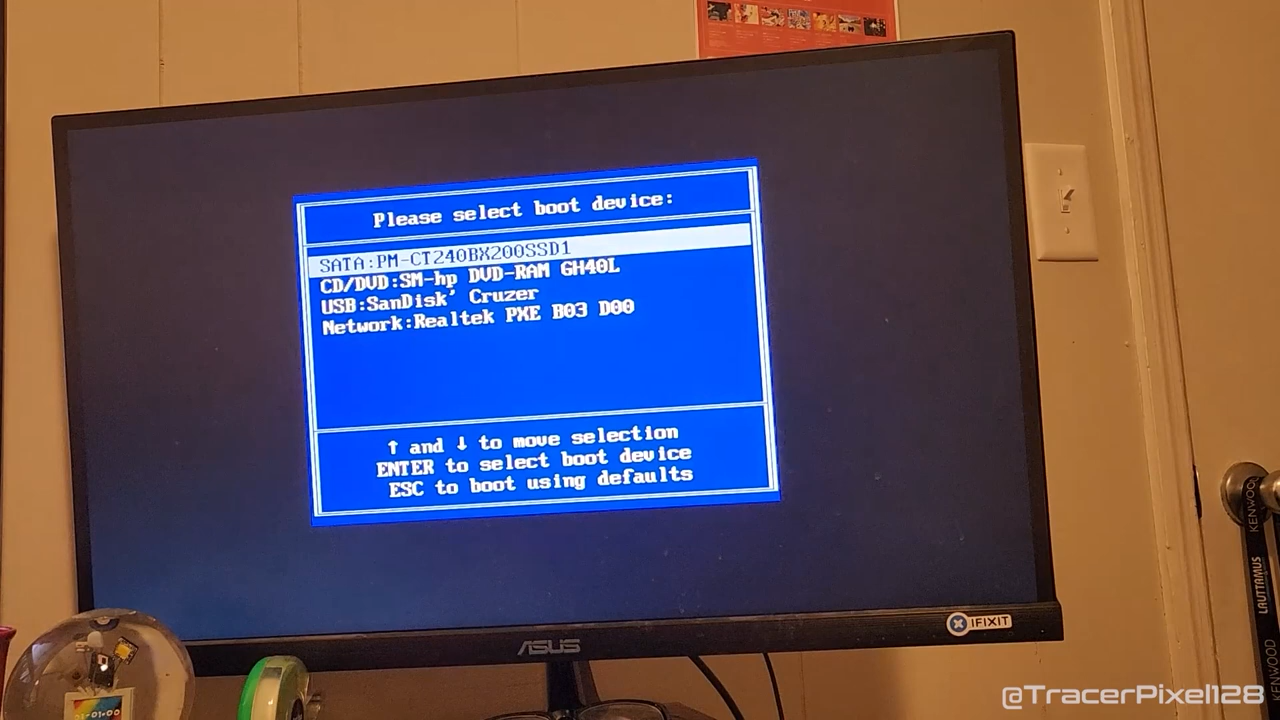 Please select boot device:
SATA:PM-CT240BX200SSD1
CD/DVD:SM-hp DVD-RAM GH40L
USB:SanDisk' Cruzer
Network:Realtek PXE B03 D00
↑ and ↓ to move selection
ENTER to select boot device
ESC to boot using defaults
ASUS
IFIXIT
KENWOOD
LAUTTAMUS
KENWOOD
@TracerPixel128